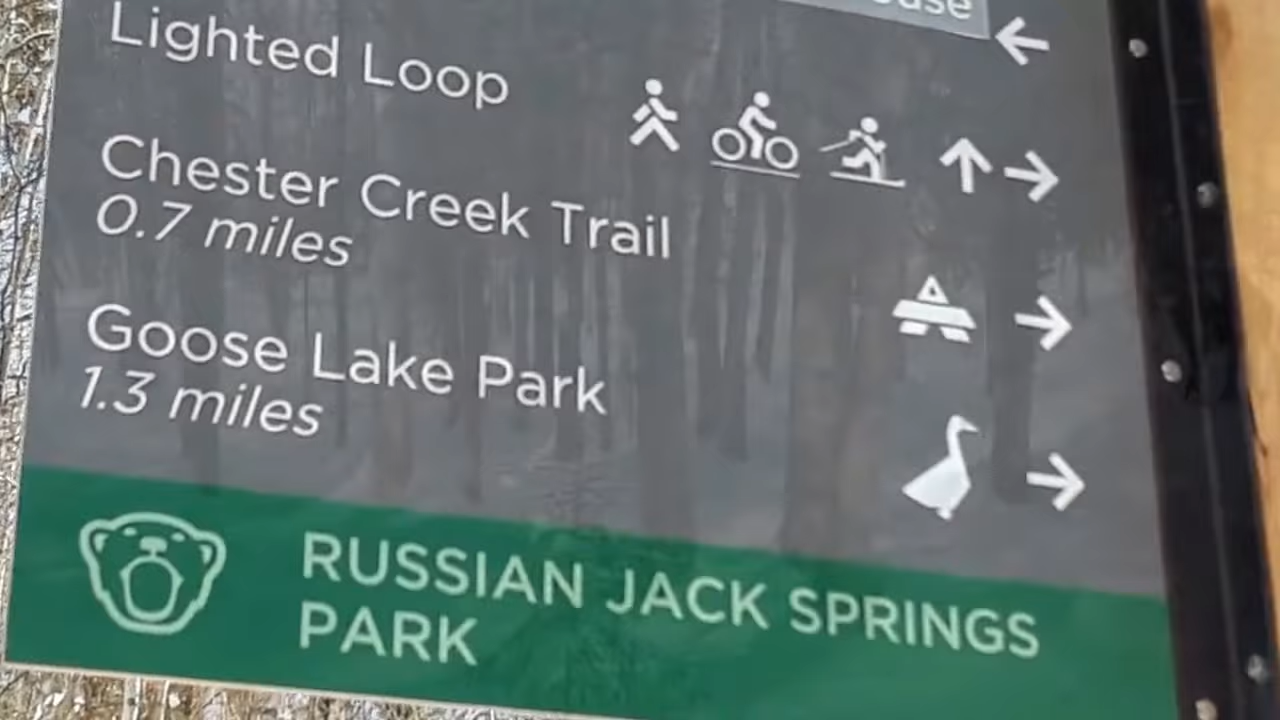 Lighted Loop
Chester Creek Trail
0.7 miles
Goose Lake Park
1.3 miles
RUSSIAN JACK SPRINGS
PARK